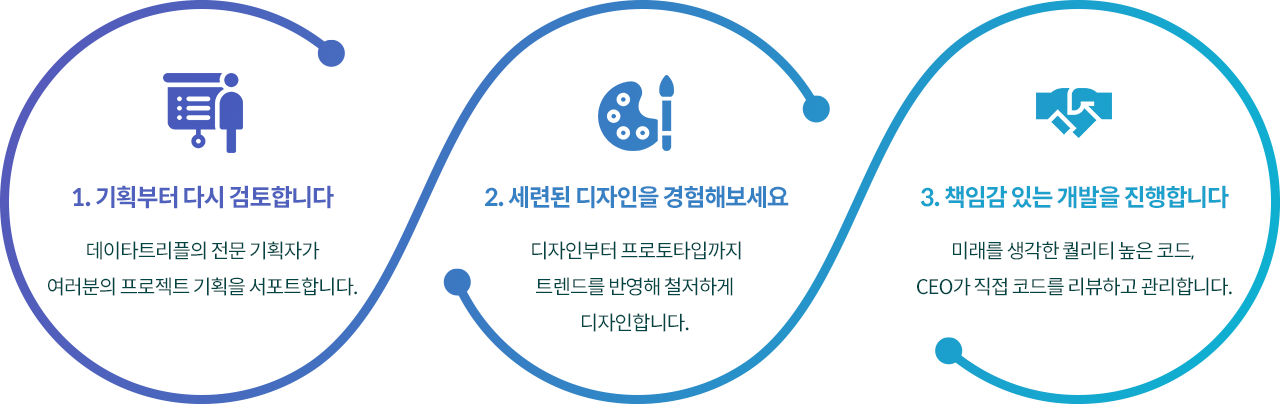 1. 기획부터 다시 검토합니다
데이타트리플의 전문 기획자가
여러분의 프로젝트 기획을 서포트합니다.
2. 세련된 디자인을 경험해보세요
디자인부터 프로토타입까지
트렌드를 반영해 철저하게
디자인합니다.
3. 책임감 있는 개발을 진행합니다
미래를 생각한 퀄리티 높은 코드,
CEO가 직접 코드를 리뷰하고 관리합니다.